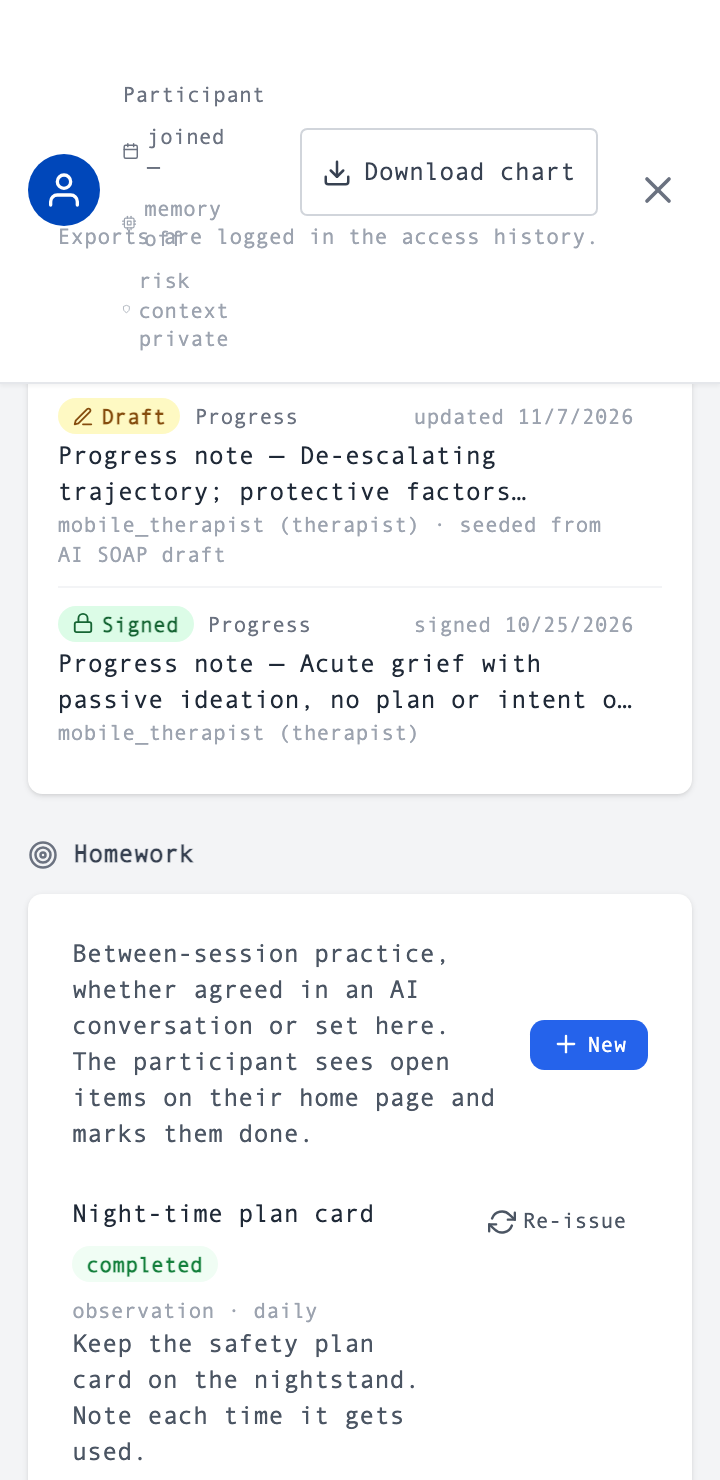 Participant
joined
—
Download chart
memory
off
Exports are logged in the access history.
risk
context
private
Draft Progress updated 11/7/2026
Progress note — De-escalating
trajectory; protective factors…
mobile_therapist (therapist) · seeded from
AI SOAP draft
Signed Progress signed 10/25/2026
Progress note — Acute grief with
passive ideation, no plan or intent o…
mobile_therapist (therapist)
Homework
Between-session practice,
whether agreed in an AI
conversation or set here.
The participant sees open
items on their home page and
marks them done.
New
Night-time plan card
Re-issue
completed
observation · daily
Keep the safety plan
card on the nightstand.
Note each time it gets
used.